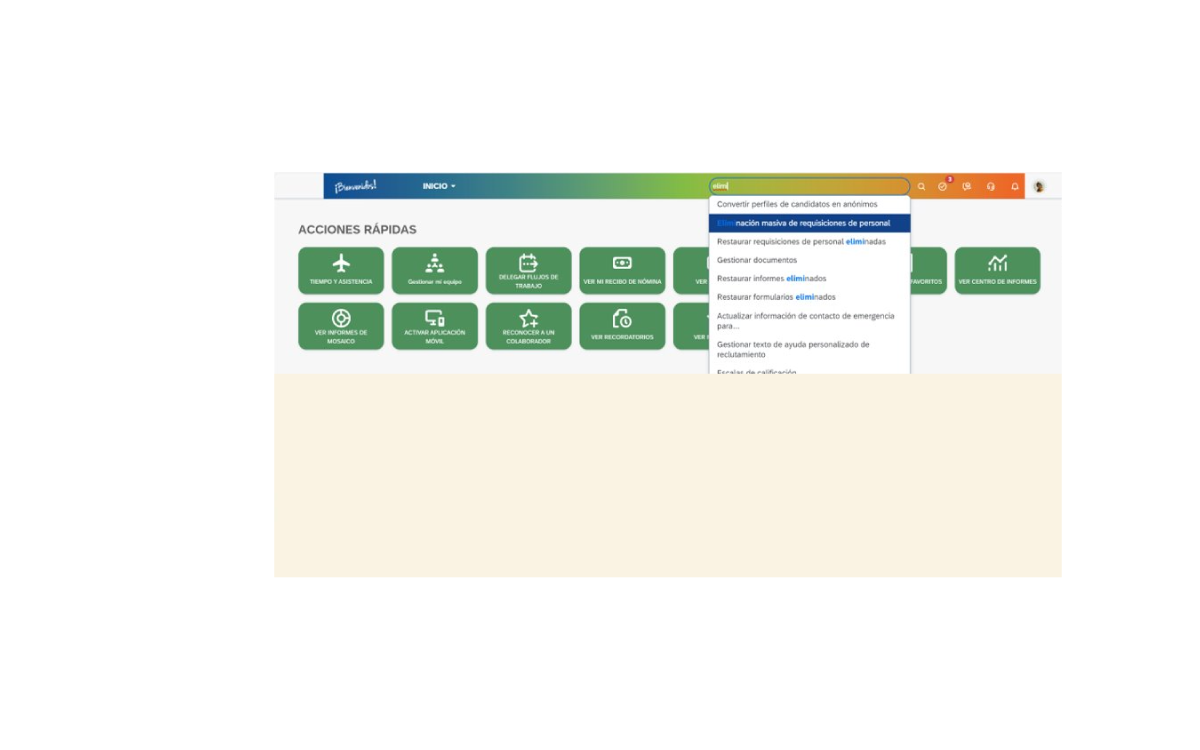 ¡Bienvenidos!
INICIO
elimi
3
ACCIONES RÁPIDAS
TIEMPO Y ASISTENCIA
Gestionar mi equipo
DELEGAR FLUJOS DE
TRABAJO
VER MI RECIBO DE NÓMINA
VER
FAVORITOS
VER CENTRO DE INFORMES
VER INFORMES DE
MOSAICO
ACTIVAR APLICACIÓN
MÓVIL
RECONOCER A UN
COLABORADOR
VER RECORDATORIOS
VER
Convertir perfiles de candidatos en anónimos
Eliminación masiva de requisiciones de personal
Restaurar requisiciones de personal eliminadas
Gestionar documentos
Restaurar informes eliminados
Restaurar formularios eliminados
Actualizar información de contacto de emergencia
para...
Gestionar texto de ayuda personalizado de
reclutamiento
Escalas de calificación